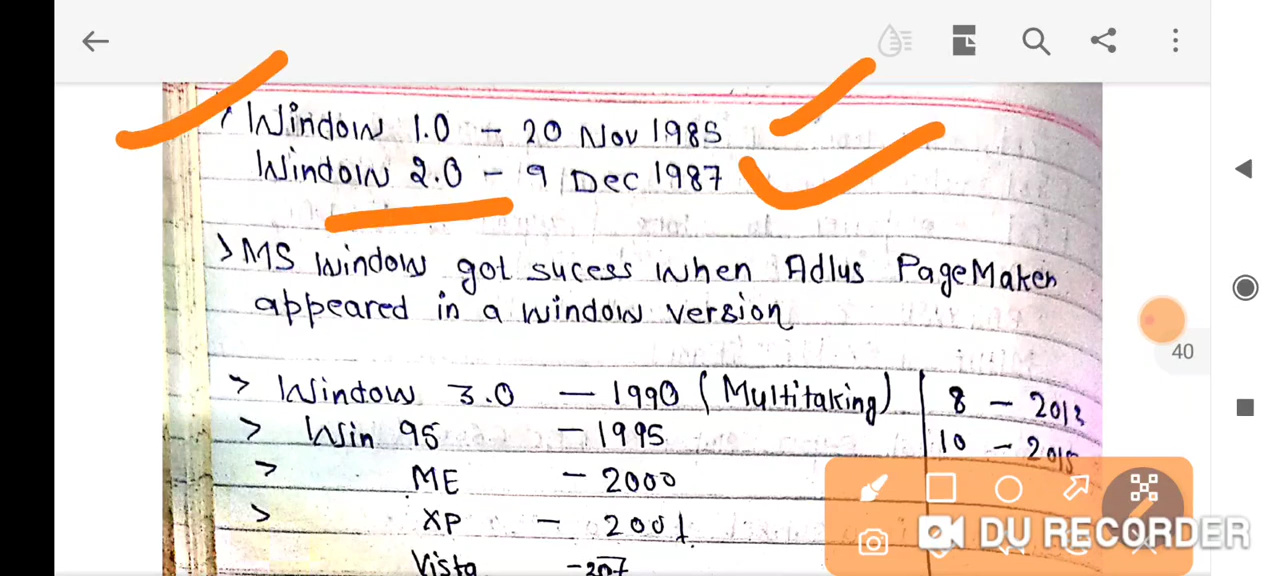 Window 1.0 - 20 Nov 1985
Window 2.0 - 9 Dec 1987
> MS Window got sucess when Adlus PageMaker
appeared in a window version
40
> Window 3.0 - 1990 (Multitaking)
> Win 95 - 1995
> ME - 2000
> XP - 2001
Vista - 207
8 - 2012
10 - 2015
DU RECORDER